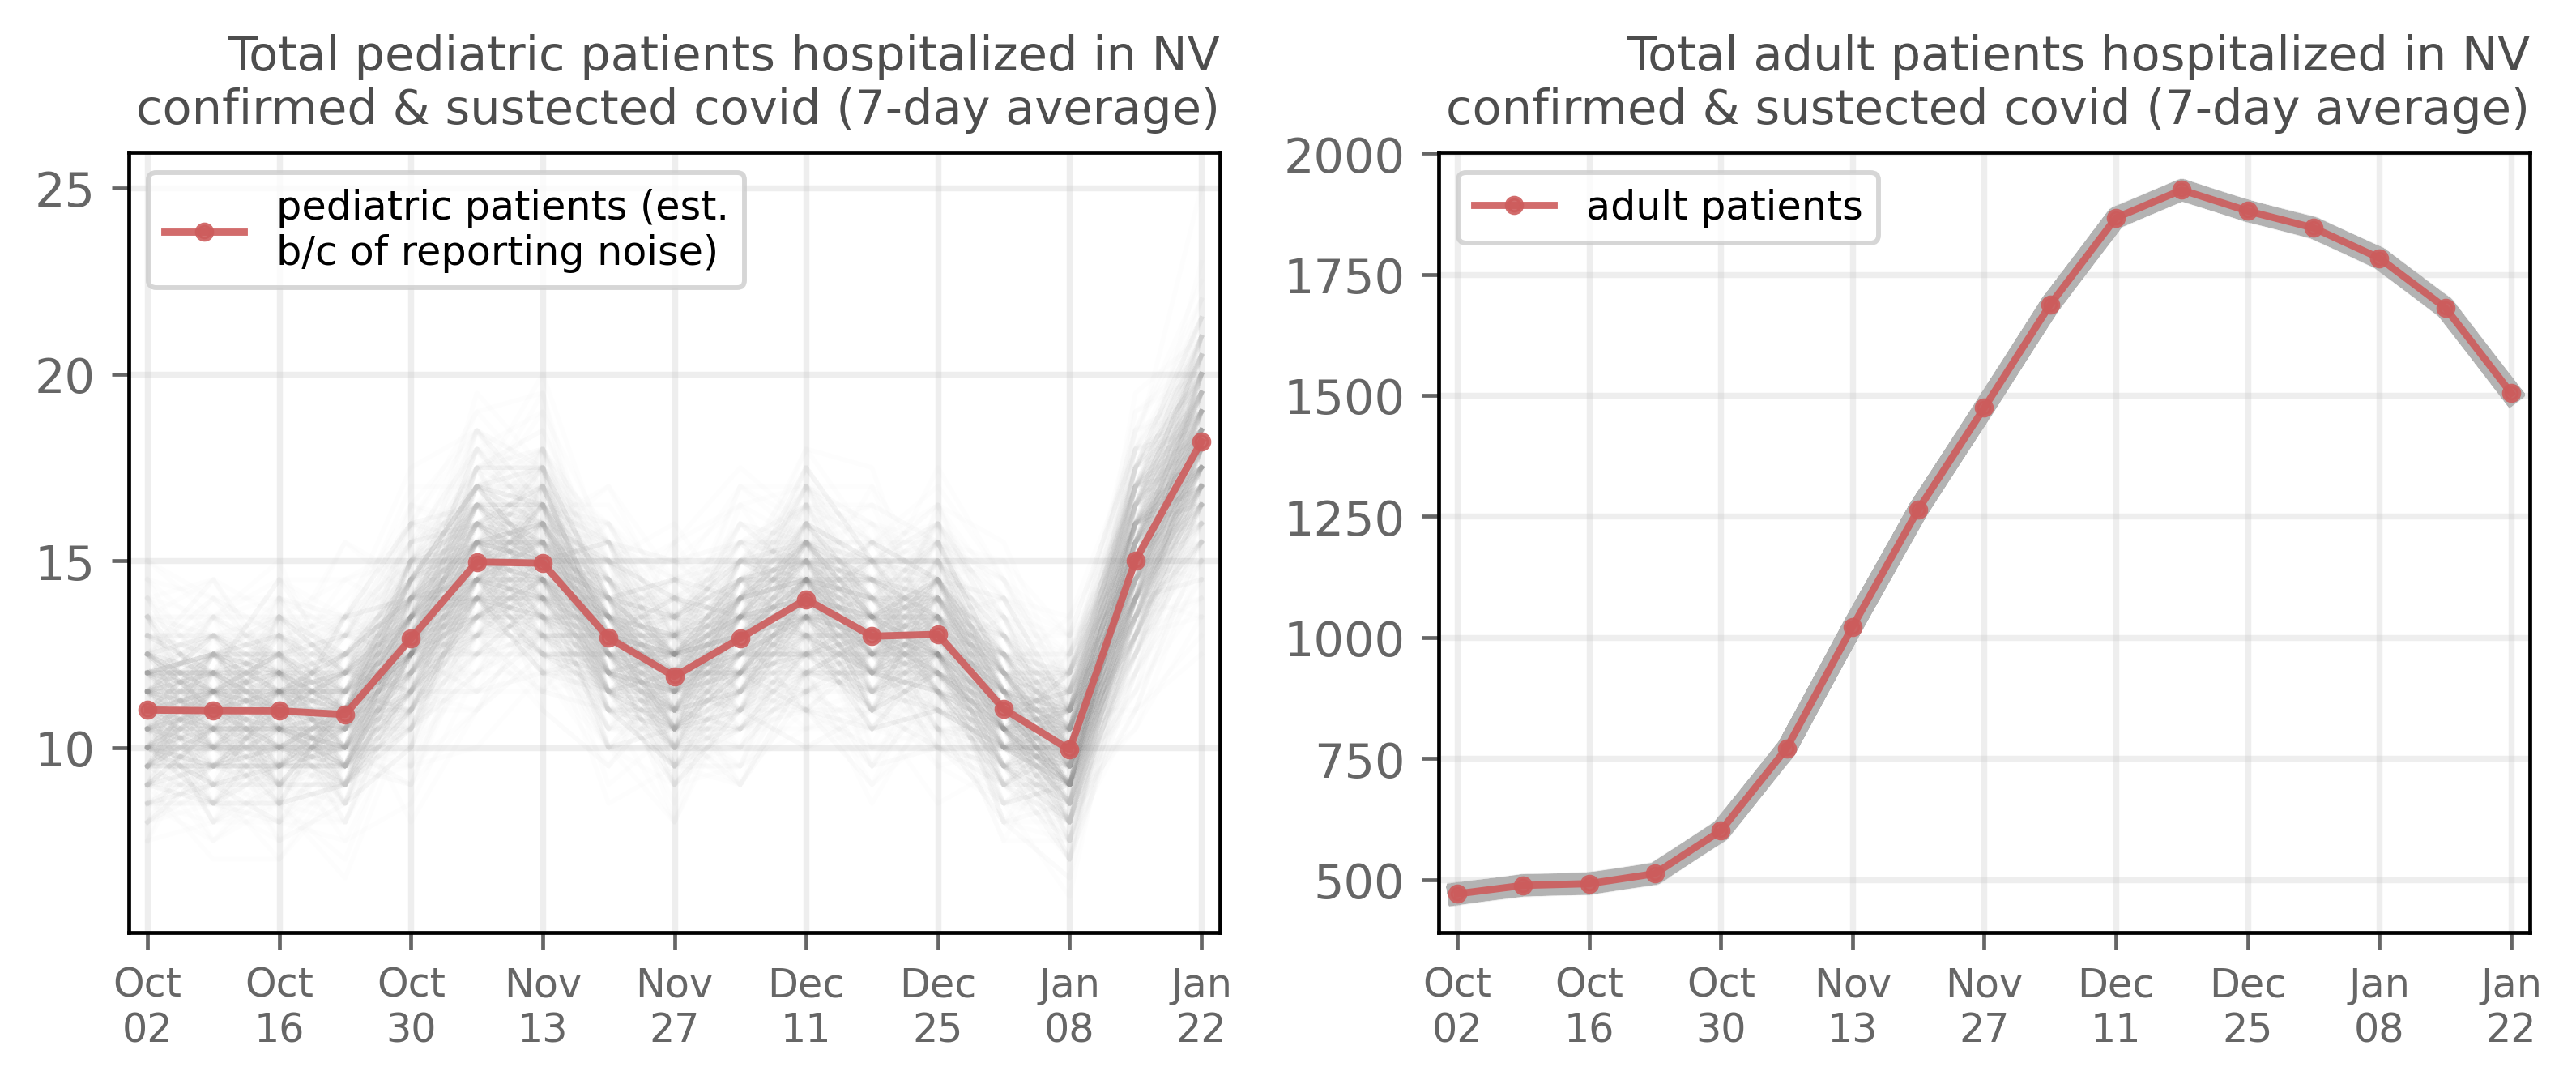 Total pediatric patients hospitalized in NV
confirmed & sustected covid (7-day average)
25
20
15
10
pediatric patients (est.
b/c of reporting noise)
Oct Oct Oct Nov Nov Dec Dec Jan Jan
02 16 30 13 27 11 25 08 22
Total adult patients hospitalized in NV
confirmed & sustected covid (7-day average)
2000
1750
1500
1250
1000
750
500
adult patients
Oct Oct Oct Nov Nov Dec Dec Jan Jan
02 16 30 13 27 11 25 08 22